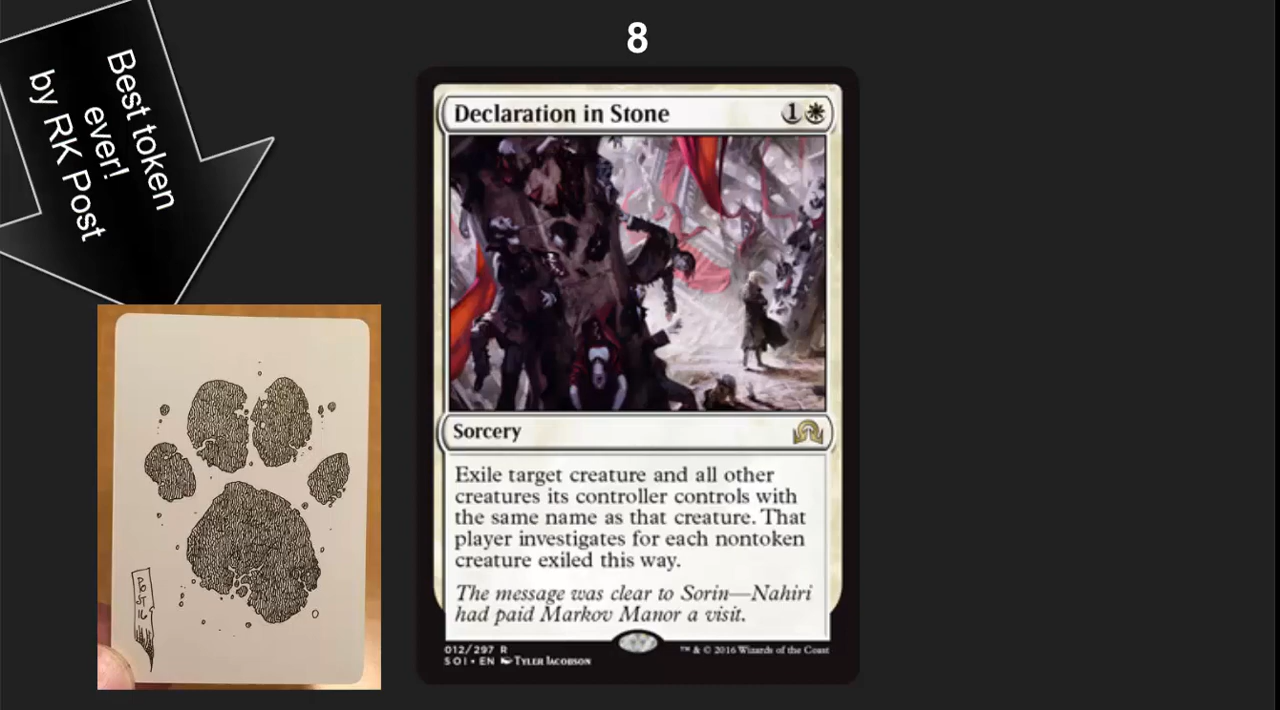 Best token
ever!
by RK Post
8
Declaration in Stone
1
Sorcery
Exile target creature and all other
creatures its controller controls with
the same name as that creature. That
player investigates for each nontoken
creature exiled this way.
The message was clear to Sorin—Nahiri
had paid Markov Manor a visit.
012/297 R
SOI • EN Tyler Jacobson
™ & © 2016 Wizards of the Coast